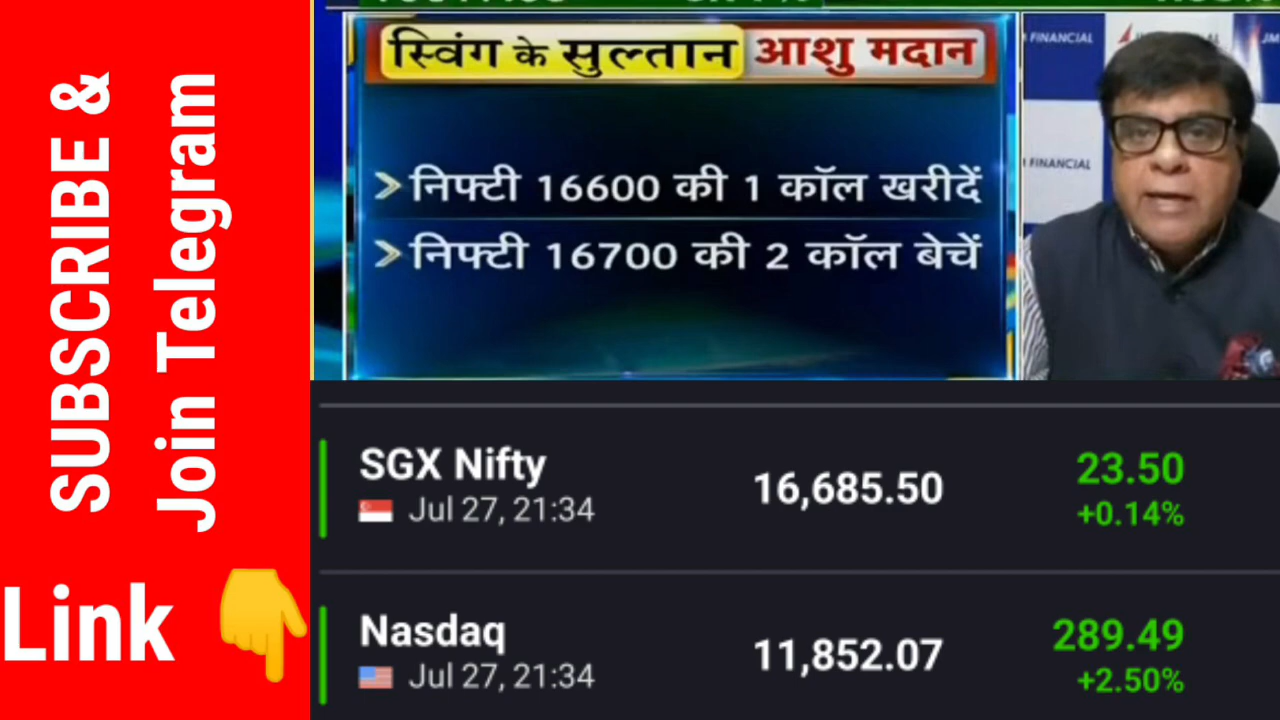 SUBSCRIBE &
Join Telegram
Link
स्विंग के सुल्तान आशु मदान
निफ्टी 16600 की 1 कॉल खरीदें
निफ्टी 16700 की 2 कॉल बेचें
FINANCIAL
JM
FINANCIAL
SGX Nifty
16,685.50
23.50
Jul 27, 21:34
+0.14%
Nasdaq
11,852.07
289.49
Jul 27, 21:34
+2.50%